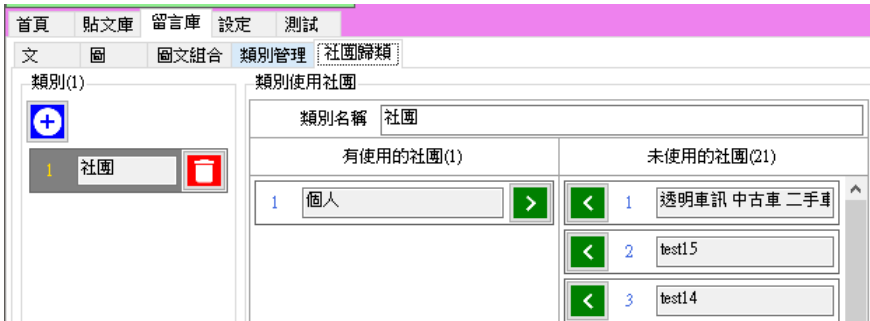 首頁 貼文庫 留言庫 設定 測試
文 圖 圖文組合 類別管理 社團歸類
類別(1)
1 社團
類別使用社團
類別名稱 社團
有使用的社團(1)
1 個人
未使用的社團(21)
1 透明車訊 中古車 二手車
2 test15
3 test14